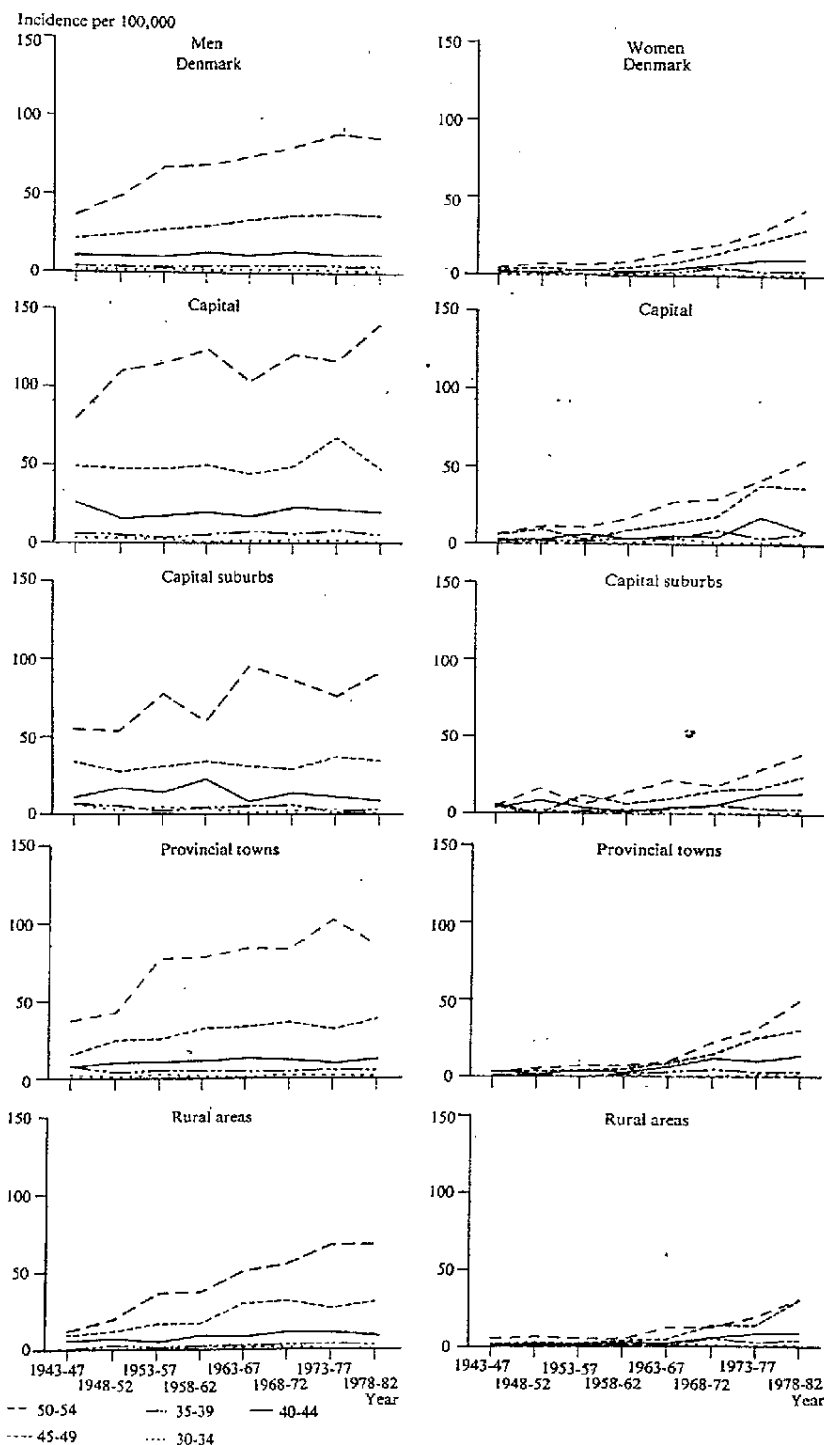 Incidence per 100,000
Men
Denmark
150
100
50
0
Women
Denmark
150
100
50
0
Capital
150
100
50
0
Capital
150
100
50
0
Capital suburbs
150
100
50
0
Capital suburbs
150
100
50
0
Provincial towns
150
100
50
0
Provincial towns
150
100
50
0
Rural areas
150
100
50
0
1943-47 1953-57 1963-67 1973-77
1948-52 1958-62 1968-72 1978-82
Year
Rural areas
150
100
50
0
1943-47 1953-57 1963-67 1973-77
1948-52 1958-62 1968-72 1978-82
Year
50-54 35-39 40-44
45-49 30-34